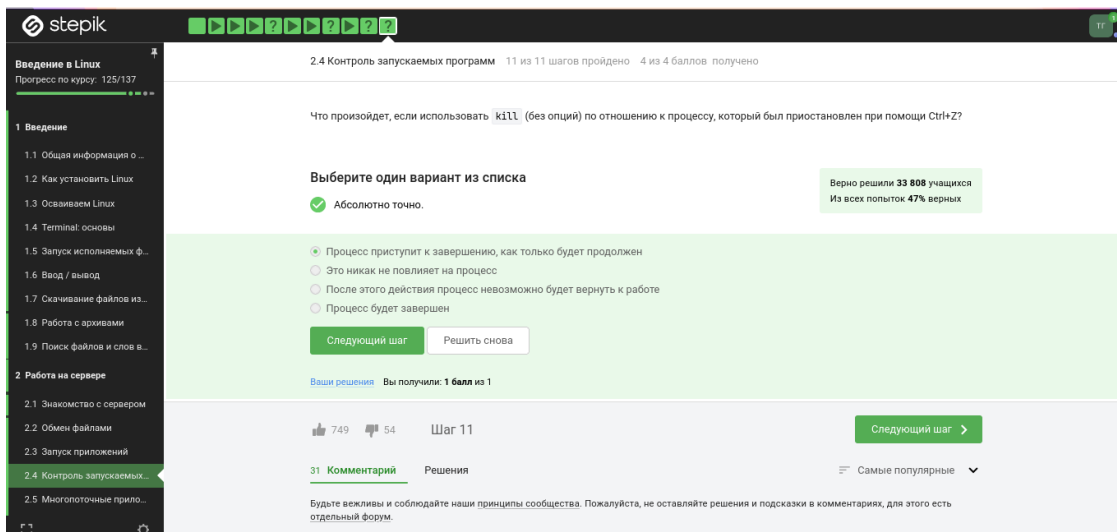 stepik
ТГ
1
Введение в Linux
Прогресс по курсу: 125/137
2.4 Контроль запускаемых программ 11 из 11 шагов пройдено 4 из 4 баллов получено
1 Введение
1.1 Общая информация о ...
1.2 Как установить Linux
1.3 Осваиваем Linux
1.4 Terminal: основы
1.5 Запуск исполняемых ф...
1.6 Ввод / вывод
1.7 Скачивание файлов из...
1.8 Работа с архивами
1.9 Поиск файлов и слов в...
2 Работа на сервере
2.1 Знакомство с сервером
2.2 Обмен файлами
2.3 Запуск приложений
2.4 Контроль запускаемых...
2.5 Многопоточные прило...
Что произойдет, если использовать kill (без опций) по отношению к процессу, который был приостановлен при помощи Ctrl+Z?
Выберите один вариант из списка
Абсолютно точно.
Верно решили 33 808 учащихся
Из всех попыток 47% верных
Процесс приступит к завершению, как только будет продолжен
Это никак не повлияет на процесс
После этого действия процесс невозможно будет вернуть к работе
Процесс будет завершен
Следующий шаг
Решить снова
Ваши решения Вы получили: 1 балл из 1
749 54 Шаг 11
Следующий шаг
31 Комментарий Решения
Самые популярные
Будьте вежливы и соблюдайте наши принципы сообщества. Пожалуйста, не оставляйте решения и подсказки в комментариях, для этого есть
отдельный форум.